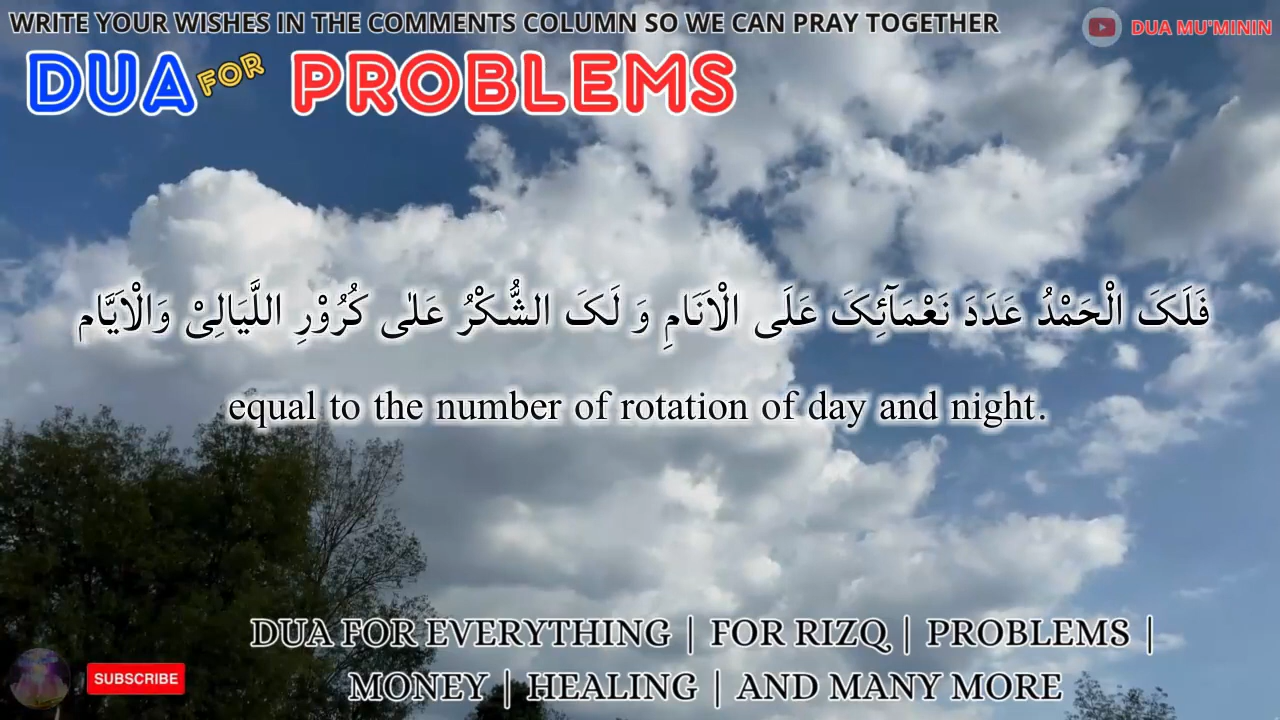 WRITE YOUR WISHES IN THE COMMENTS COLUMN SO WE CAN PRAY TOGETHER
DUA MU'MININ
DUA FOR PROBLEMS
فَلَکَ الْحَمْدُ عَدَدَ نَعْمَآئِکَ عَلَی الْاَنَامِ وَ لَکَ الشُّکْرُ عَلٰی کُرُوْرِ اللَّیَالِیْ وَالْاَیَّام
equal to the number of rotation of day and night.
DUA FOR EVERYTHING | FOR RIZQ | PROBLEMS |
MONEY | HEALING | AND MANY MORE
SUBSCRIBE